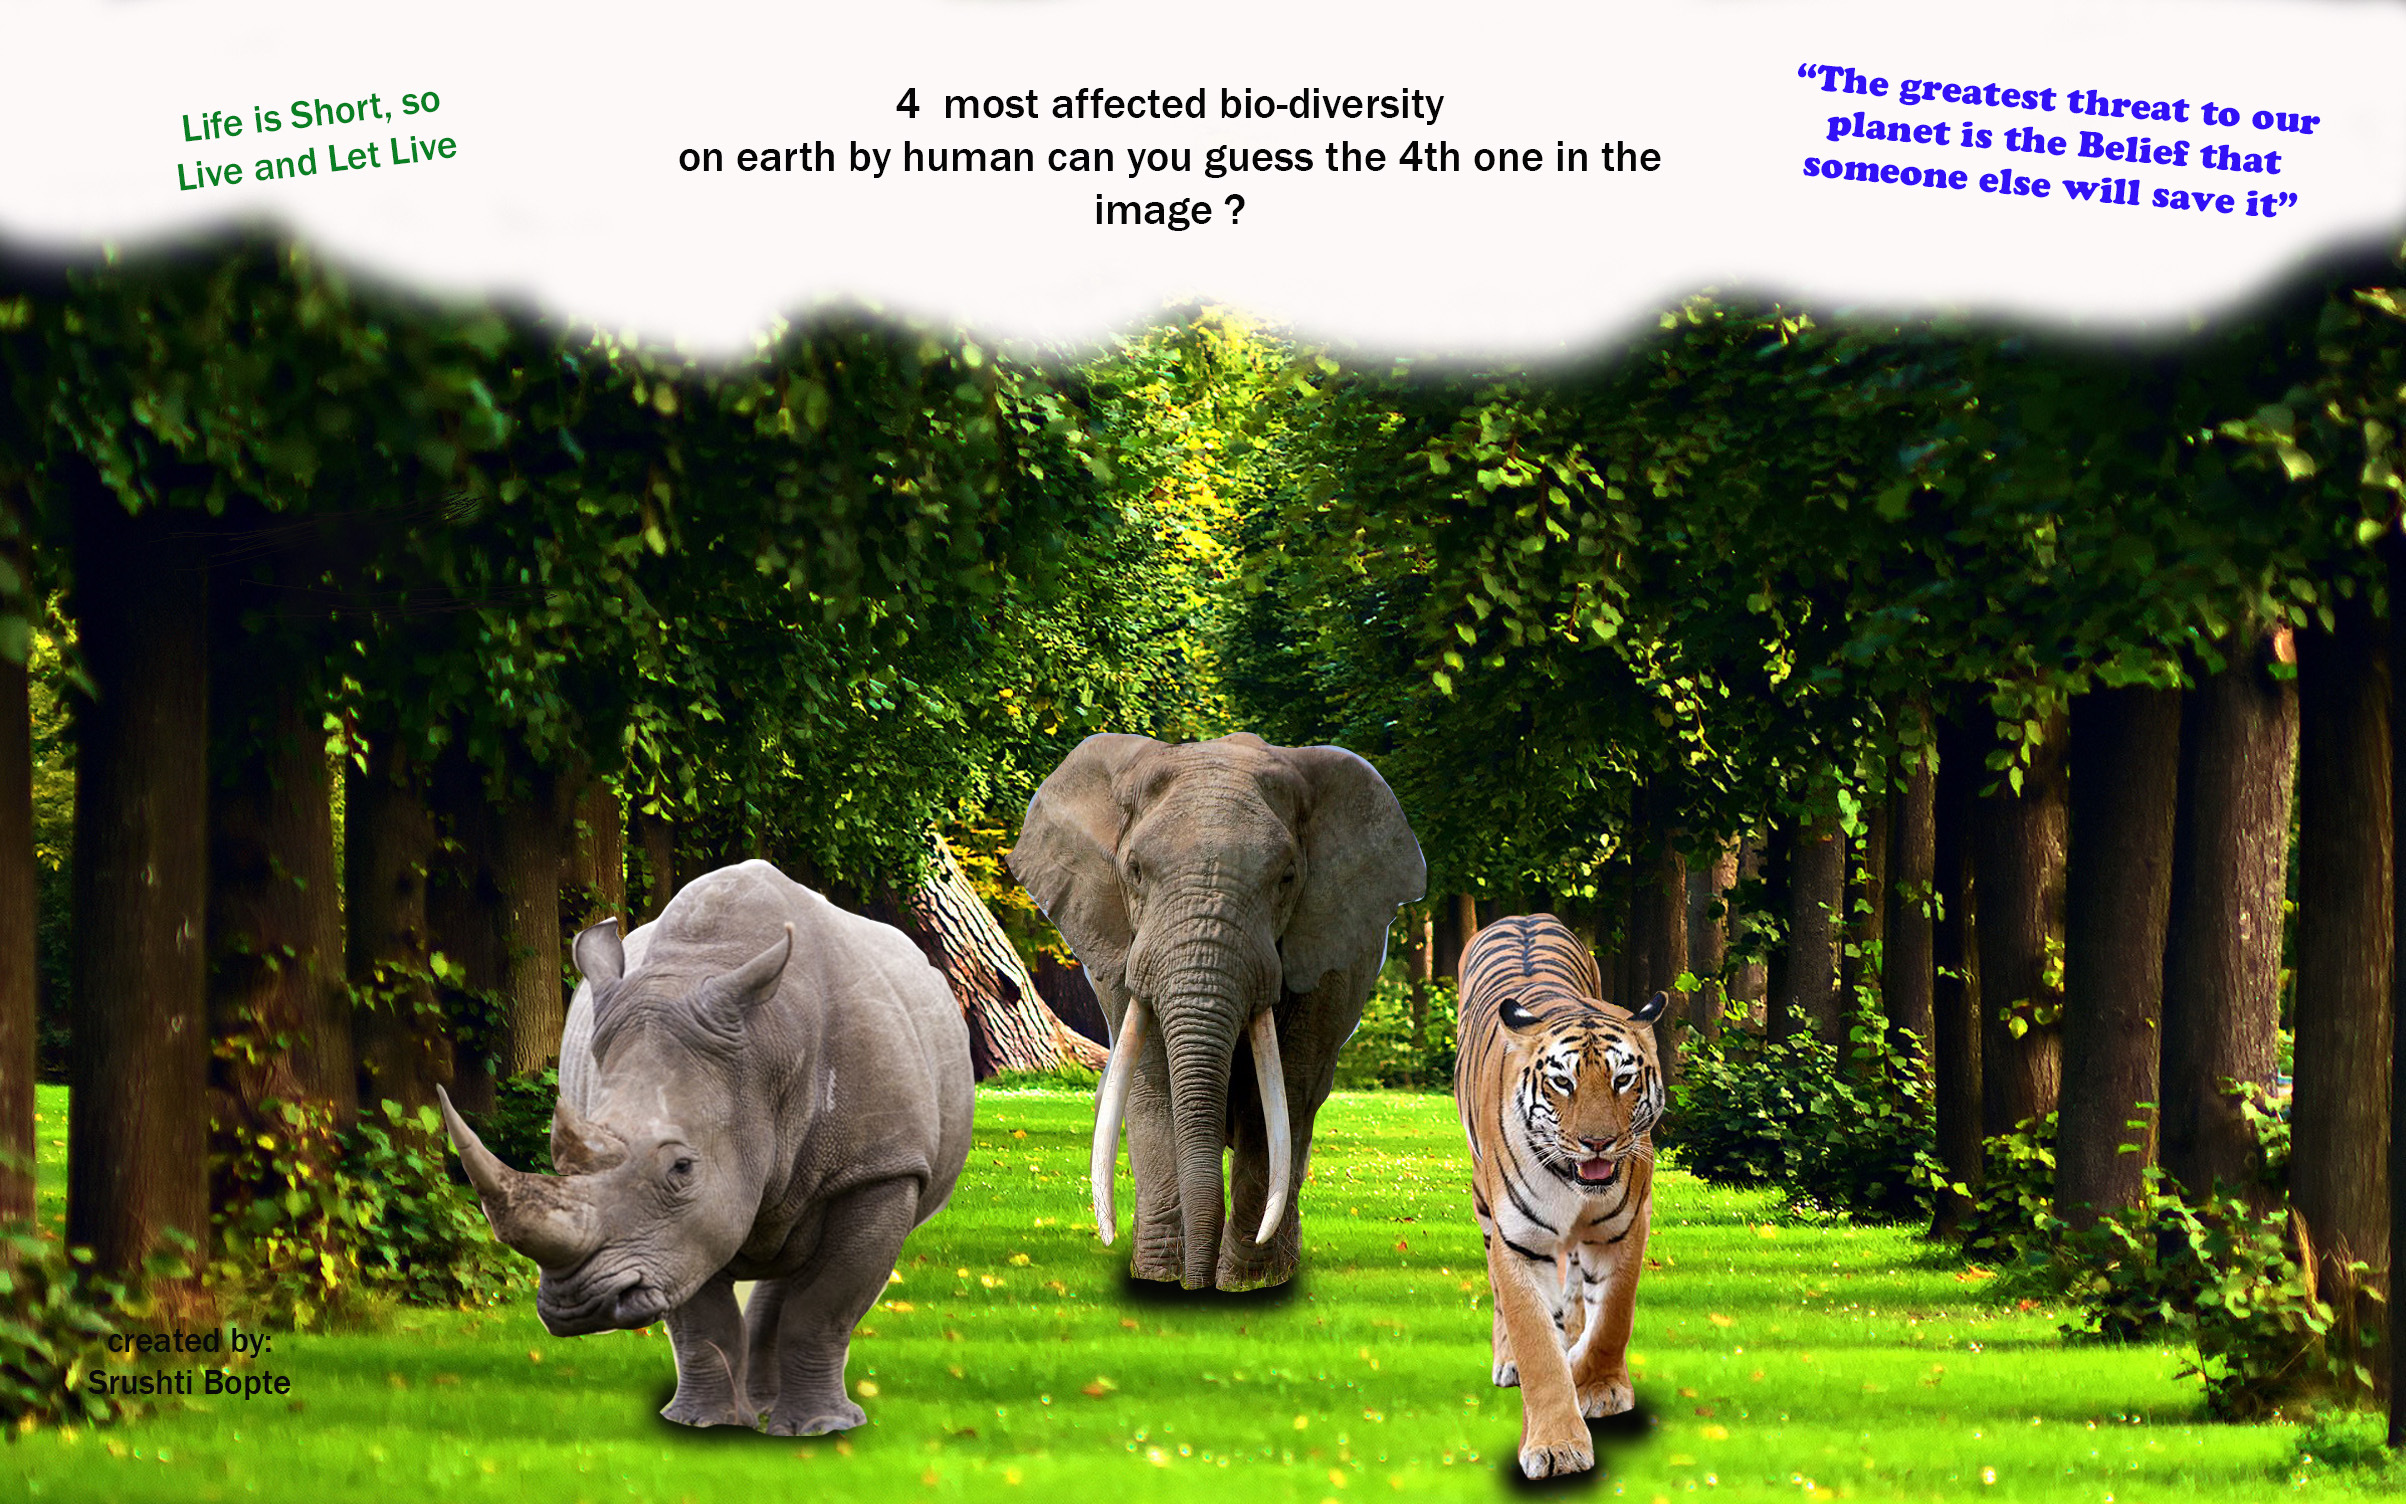 Life is Short, so
Live and Let Live
4 most affected bio-diversity
on earth by human can you guess the 4th one in the
image ?
“The greatest threat to our
planet is the Belief that
someone else will save it”
created by:
Srushti Bopte